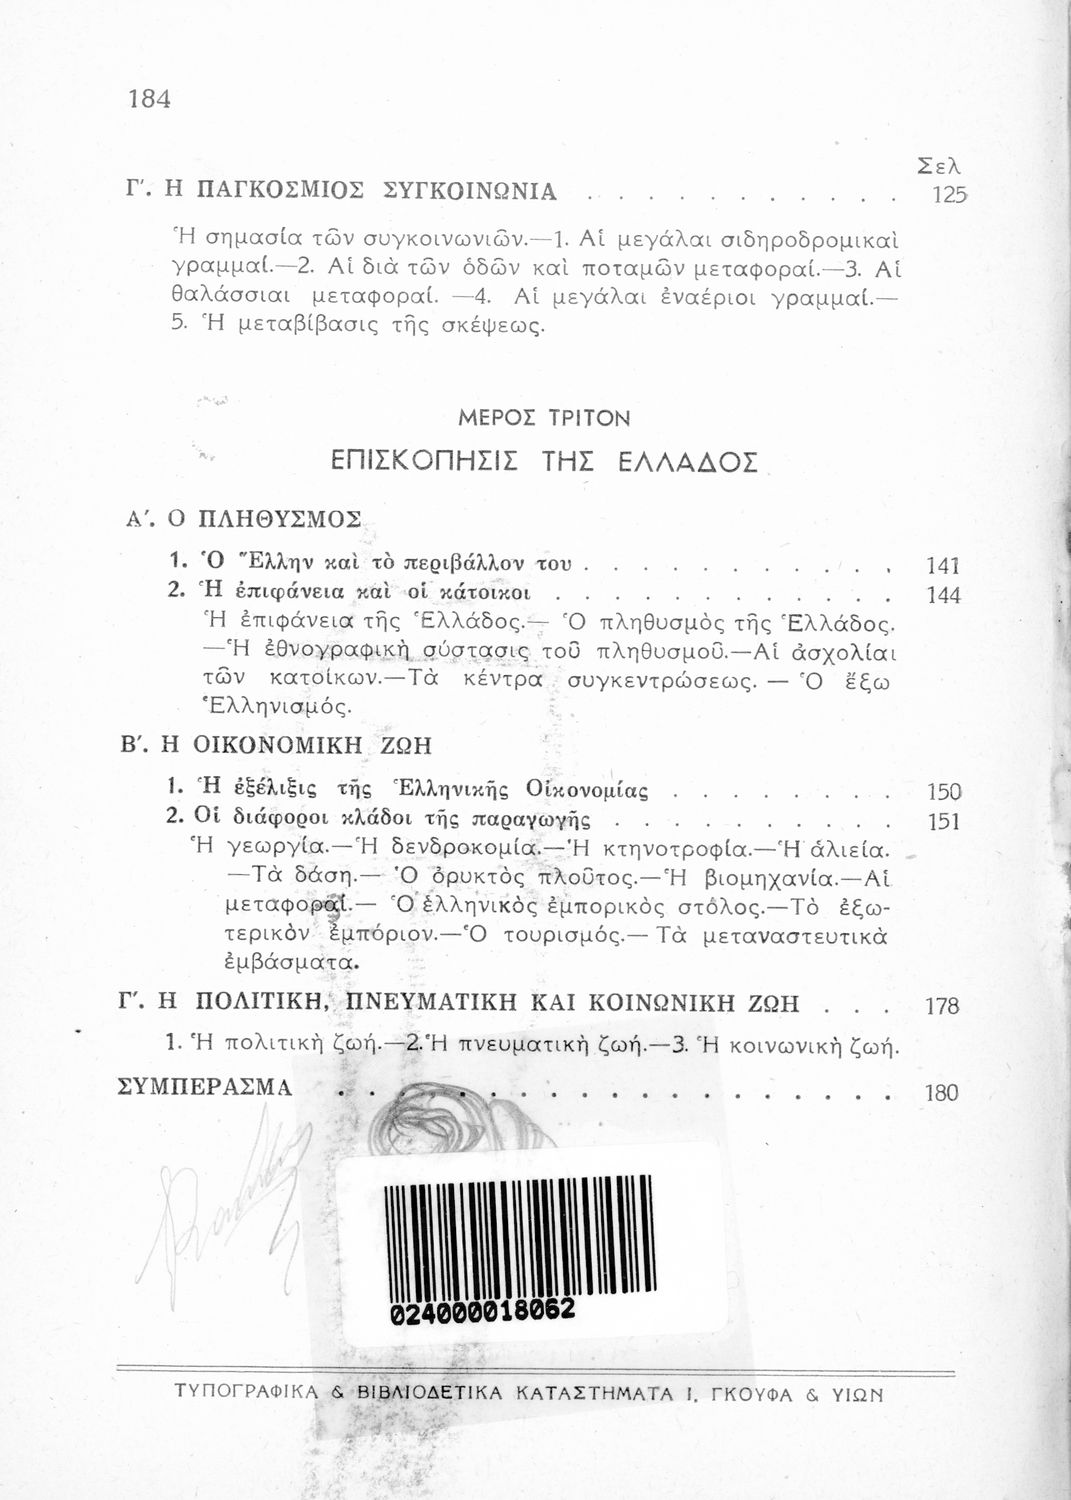 184
Σελ
Γ'. Η ΠΑΓΚΟΣΜΙΟΣ ΣΥΓΚΟΙΝΩΝΙΑ . . . . . . . . . . . 125
Ἡ σημασία τῶν συγκοινωνιῶν.—1. Αἱ μεγάλαι σιδηροδρομικαὶ
γραμμαί.—2. Αἱ διὰ τῶν ὁδῶν καὶ ποταμῶν μεταφοραί.—3. Αἱ
θαλάσσιαι μεταφοραί. —4. Αἱ μεγάλαι ἐναέριοι γραμμαί.—
5. Ἡ μεταβίβασις τῆς σκέψεως.
ΜΕΡΟΣ ΤΡΙΤΟΝ
ΕΠΙΣΚΟΠΗΣΙΣ ΤΗΣ ΕΛΛΑΔΟΣ
Α'. Ο ΠΛΗΘΥΣΜΟΣ
1. Ὁ Ἕλλην καὶ τὸ περιβάλλον του . . . . . . . . . . . 141
2. Ἡ ἐπιφάνεια καὶ οἱ κάτοικοι . . . . . . . . . . . . 144
Ἡ ἐπιφάνεια τῆς Ἑλλάδος.— Ὁ πληθυσμὸς τῆς Ἑλλάδος.
—Ἡ ἐθνογραφικὴ σύστασις τοῦ πληθυσμοῦ.—Αἱ ἀσχολίαι
τῶν κατοίκων.—Τὰ κέντρα συγκεντρώσεως. — Ὁ ἔξω
Ἑλληνισμός.
Β'. Η ΟΙΚΟΝΟΜΙΚΗ ΖΩΗ
1. Ἡ ἐξέλιξις τῆς Ἑλληνικῆς Οἰκονομίας . . . . . . . . 150
2. Οἱ διάφοροι κλάδοι τῆς παραγωγῆς . . . . . . . . . . 151
Ἡ γεωργία.—Ἡ δενδροκομία.—Ἡ κτηνοτροφία.—Ἡ ἁλιεία.
—Τὰ δάση.— Ὁ ὀρυκτὸς πλοῦτος.—Ἡ βιομηχανία.—Αἱ
μεταφοραί.— Ὁ ἑλληνικὸς ἐμπορικὸς στόλος.—Τὸ ἐξω-
τερικὸν ἐμπόριον.—Ὁ τουρισμός.— Τὰ μεταναστευτικὰ
ἐμβάσματα.
Γ'. Η ΠΟΛΙΤΙΚΗ, ΠΝΕΥΜΑΤΙΚΗ ΚΑΙ ΚΟΙΝΩΝΙΚΗ ΖΩΗ . . . 178
1. Ἡ πολιτικὴ ζωή.—2. Ἡ πνευματικὴ ζωή.—3. Ἡ κοινωνικὴ ζωή.
ΣΥΜΠΕΡΑΣΜΑ . . . . . . . . . . . . . . . . . . . 180
024000018062
ΤΥΠΟΓΡΑΦΙΚΑ & ΒΙΒΛΙΟΔΕΤΙΚΑ ΚΑΤΑΣΤΗΜΑΤΑ Ι. ΓΚΟΥΦΑ & ΥΙΩΝ